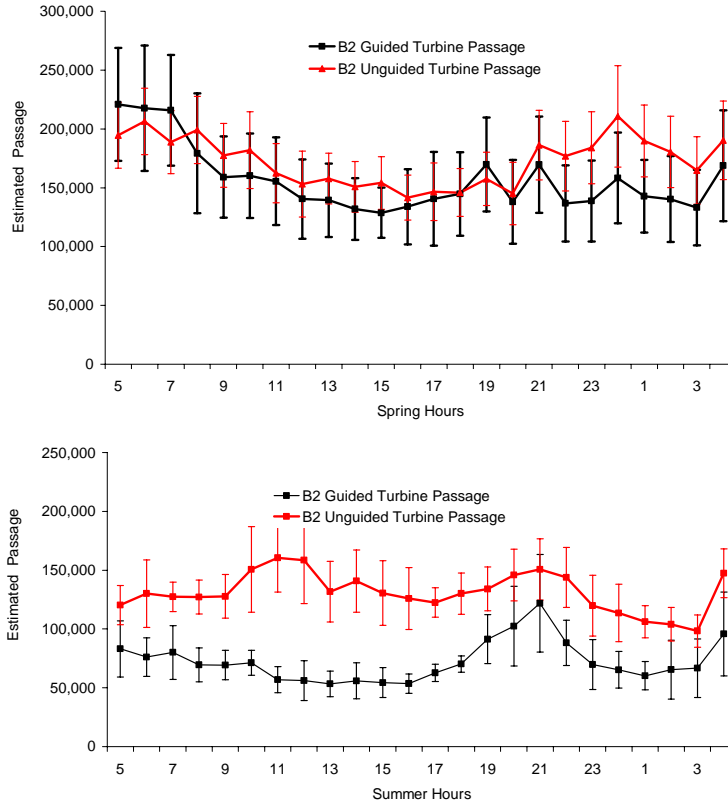 300,000
B2 Guided Turbine Passage
250,000
B2 Unguided Turbine Passage
200,000
150,000
100,000
50,000
0
Estimated Passage
5 7 9 11 13 15 17 19 21 23 1 3
Spring Hours
250,000
B2 Guided Turbine Passage
200,000
B2 Unguided Turbine Passage
150,000
100,000
50,000
0
Estimated Passage
5 7 9 11 13 15 17 19 21 23 1 3
Summer Hours